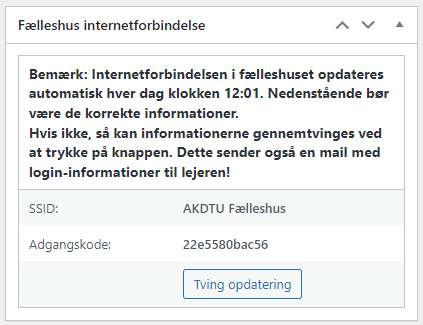 Fælleshus internetforbindelse
Bemærk: Internetforbindelsen i fælleshuset opdateres
automatisk hver dag klokken 12:01. Nedenstående bør
være de korrekte informationer.
Hvis ikke, så kan informationerne gennemtvinges ved
at trykke på knappen. Dette sender også en mail med
login-informationer til lejeren!
SSID: AKDTU Fælleshus
Adgangskode: 22e5580bac56
Tving opdatering